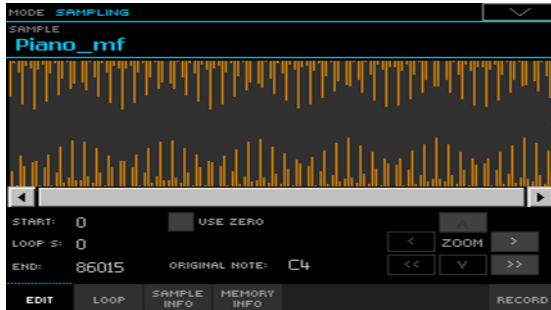 MODE SAMPLING
SAMPLE
Piano_mf
START: 0 USE ZERO
LOOP S: 0 < ZOOM >
END: 86015 ORIGINAL NOTE: C4 << >>
EDIT LOOP SAMPLE INFO MEMORY INFO RECORD